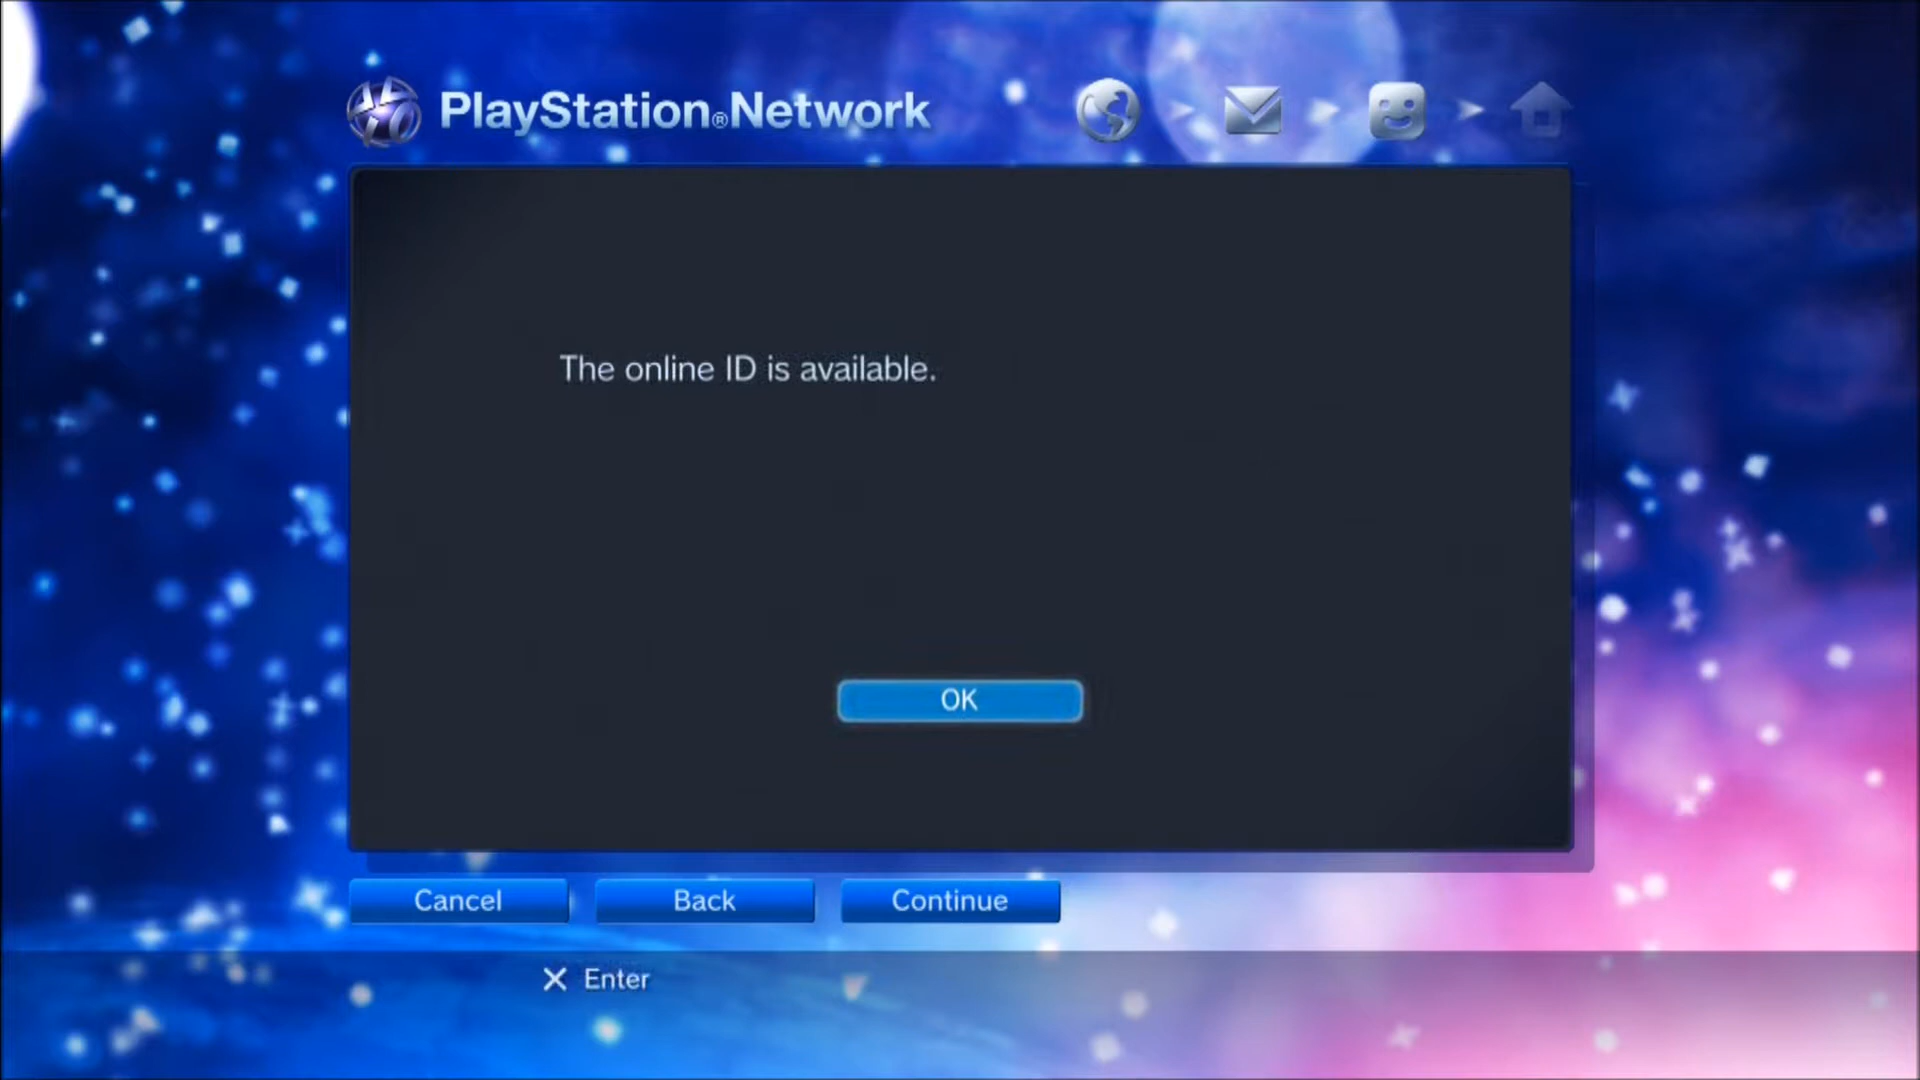 PlayStation®Network
The online ID is available.
OK
Cancel
Back
Continue
Enter